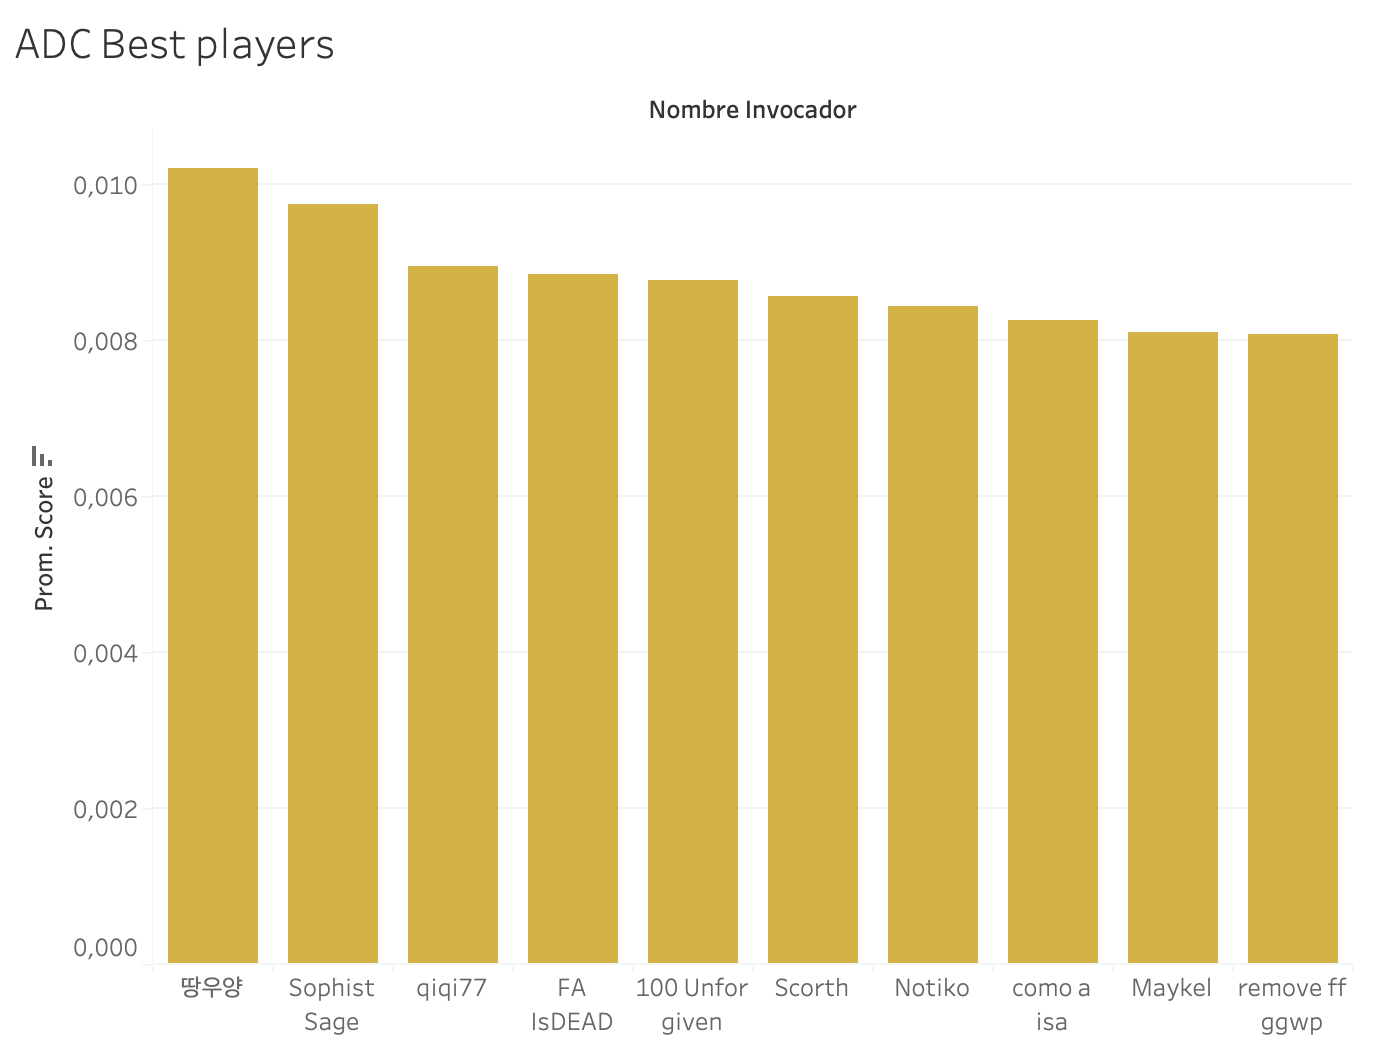 ADC Best players
Nombre Invocador
0,010
0,008
0,006
0,004
0,002
0,000
Prom. Score
땅우양
Sophist
Sage
qiqi77
FA
IsDEAD
100 Unfor
given
Scorth
Notiko
como a
isa
Maykel
remove ff
ggwp